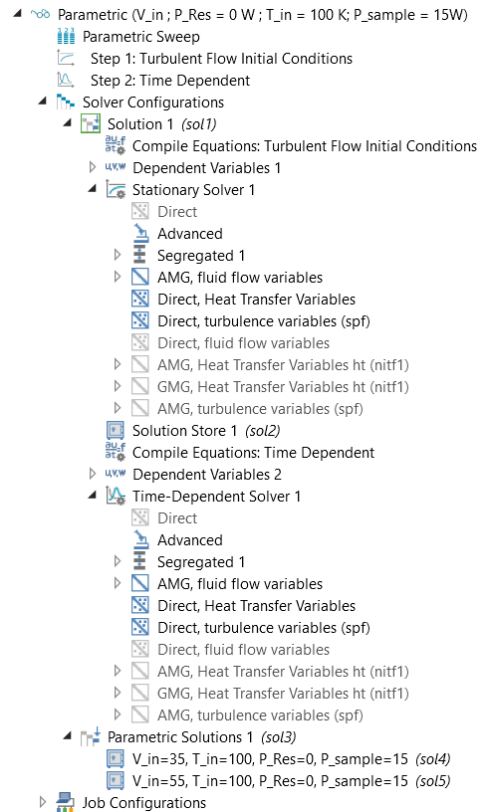 Parametric (V_in ; P_Res = 0 W ; T_in = 100 K; P_sample = 15W)
Parametric Sweep
Step 1: Turbulent Flow Initial Conditions
Step 2: Time Dependent
Solver Configurations
Solution 1 (sol1)
Compile Equations: Turbulent Flow Initial Conditions
Dependent Variables 1
Stationary Solver 1
Direct
Advanced
Segregated 1
AMG, fluid flow variables
Direct, Heat Transfer Variables
Direct, turbulence variables (spf)
Direct, fluid flow variables
AMG, Heat Transfer Variables ht (nitf1)
GMG, Heat Transfer Variables ht (nitf1)
AMG, turbulence variables (spf)
Solution Store 1 (sol2)
Compile Equations: Time Dependent
Dependent Variables 2
Time-Dependent Solver 1
Direct
Advanced
Segregated 1
AMG, fluid flow variables
Direct, Heat Transfer Variables
Direct, turbulence variables (spf)
Direct, fluid flow variables
AMG, Heat Transfer Variables ht (nitf1)
GMG, Heat Transfer Variables ht (nitf1)
AMG, turbulence variables (spf)
Parametric Solutions 1 (sol3)
V_in=35, T_in=100, P_Res=0, P_sample=15 (sol4)
V_in=55, T_in=100, P_Res=0, P_sample=15 (sol5)
Job Configurations